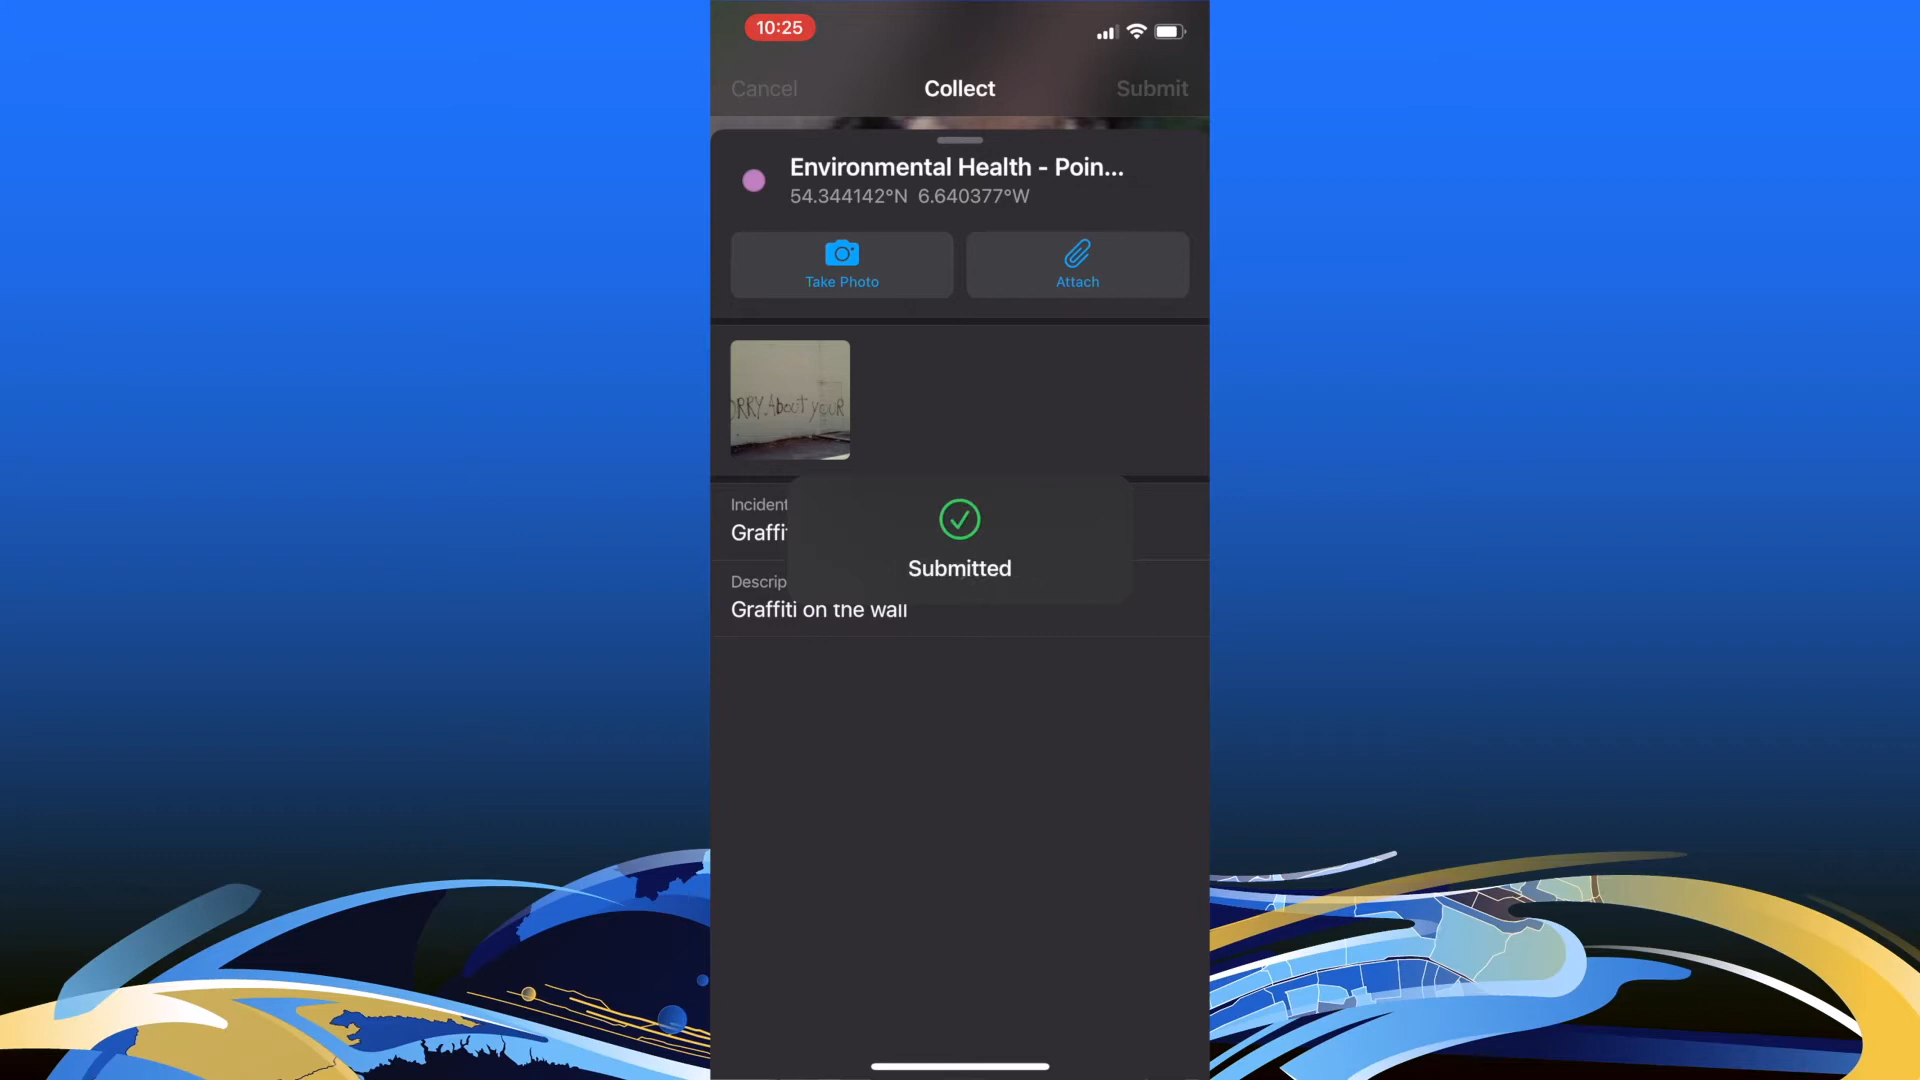 10:25
Cancel
Collect
Submit
Environmental Health - Poin...
54.344142°N 6.640377°W
Take Photo
Attach
ORRY.About youR
Incident
Graffi
Submitted
Descrip
Graffiti on the wall